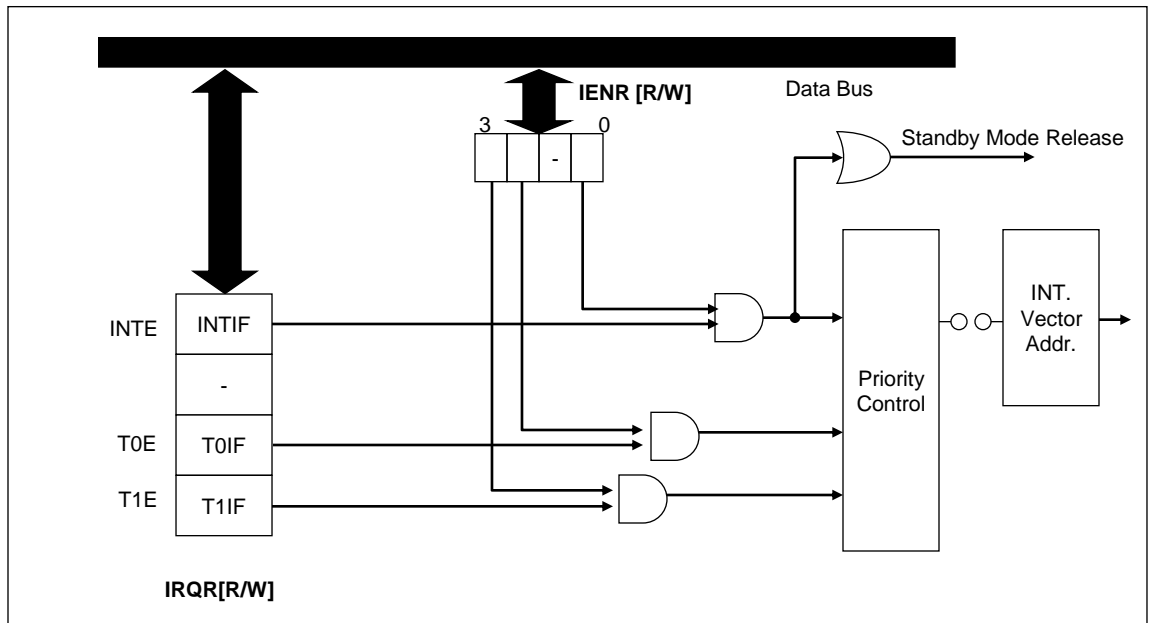 Data Bus
IENR [R/W]
3 0
-
Standby Mode Release
INTE INTIF
-
T0E T0IF
T1E T1IF
Priority
Control
INT.
Vector
Addr.
IRQR[R/W]